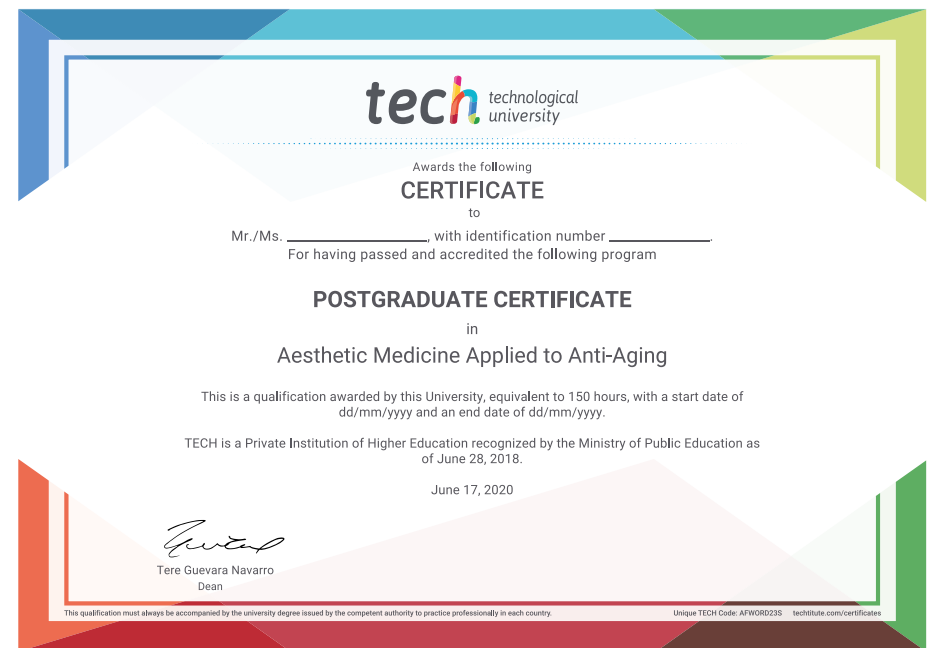 tech technological
university
Awards the following
CERTIFICATE
to
Mr./Ms. ____________________, with identification number ______________.
For having passed and accredited the following program
POSTGRADUATE CERTIFICATE
in
Aesthetic Medicine Applied to Anti-Aging
This is a qualification awarded by this University, equivalent to 150 hours, with a start date of
dd/mm/yyyy and an end date of dd/mm/yyyy.
TECH is a Private Institution of Higher Education recognized by the Ministry of Public Education as
of June 28, 2018.
June 17, 2020
Tere Guevara Navarro
Dean
This qualification must always be accompanied by the university degree issued by the competent authority to practice professionally in each country. Unique TECH Code: AFWORD23S techtitute.com/certificates